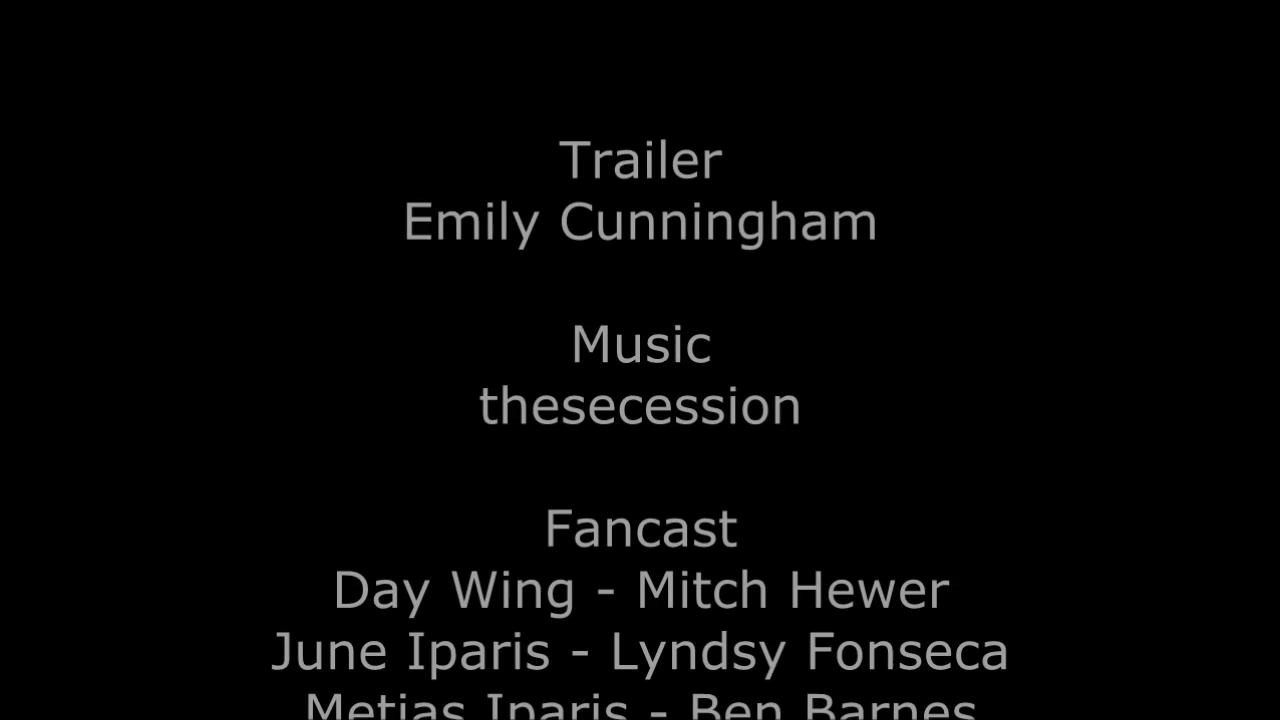 Trailer
Emily Cunningham
Music
thesecession
Fancast
Day Wing - Mitch Hewer
June Iparis - Lyndsy Fonseca
Metias Iparis - Ben Barnes